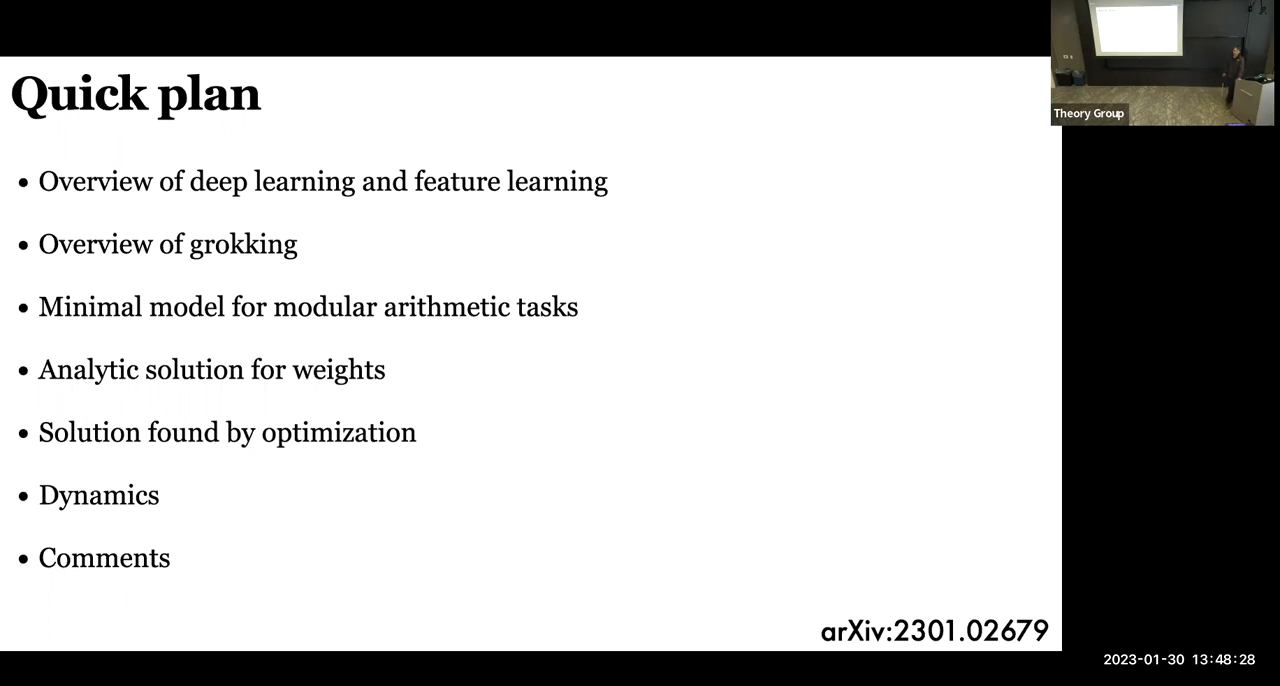 Quick plan
• Overview of deep learning and feature learning
• Overview of grokking
• Minimal model for modular arithmetic tasks
• Analytic solution for weights
• Solution found by optimization
• Dynamics
• Comments
arXiv:2301.02679
Theory Group
2023-01-30 13:48:28